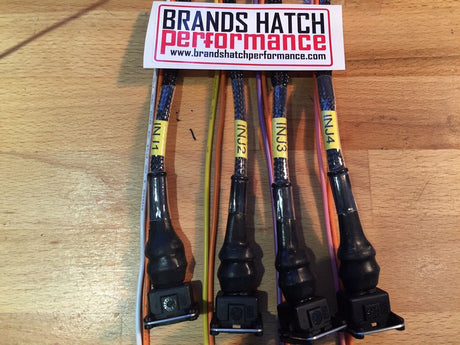 BRANDS HATCH
performance
www.brandshatchperformance.com
INJ1
INJ2
INJ3
INJ4